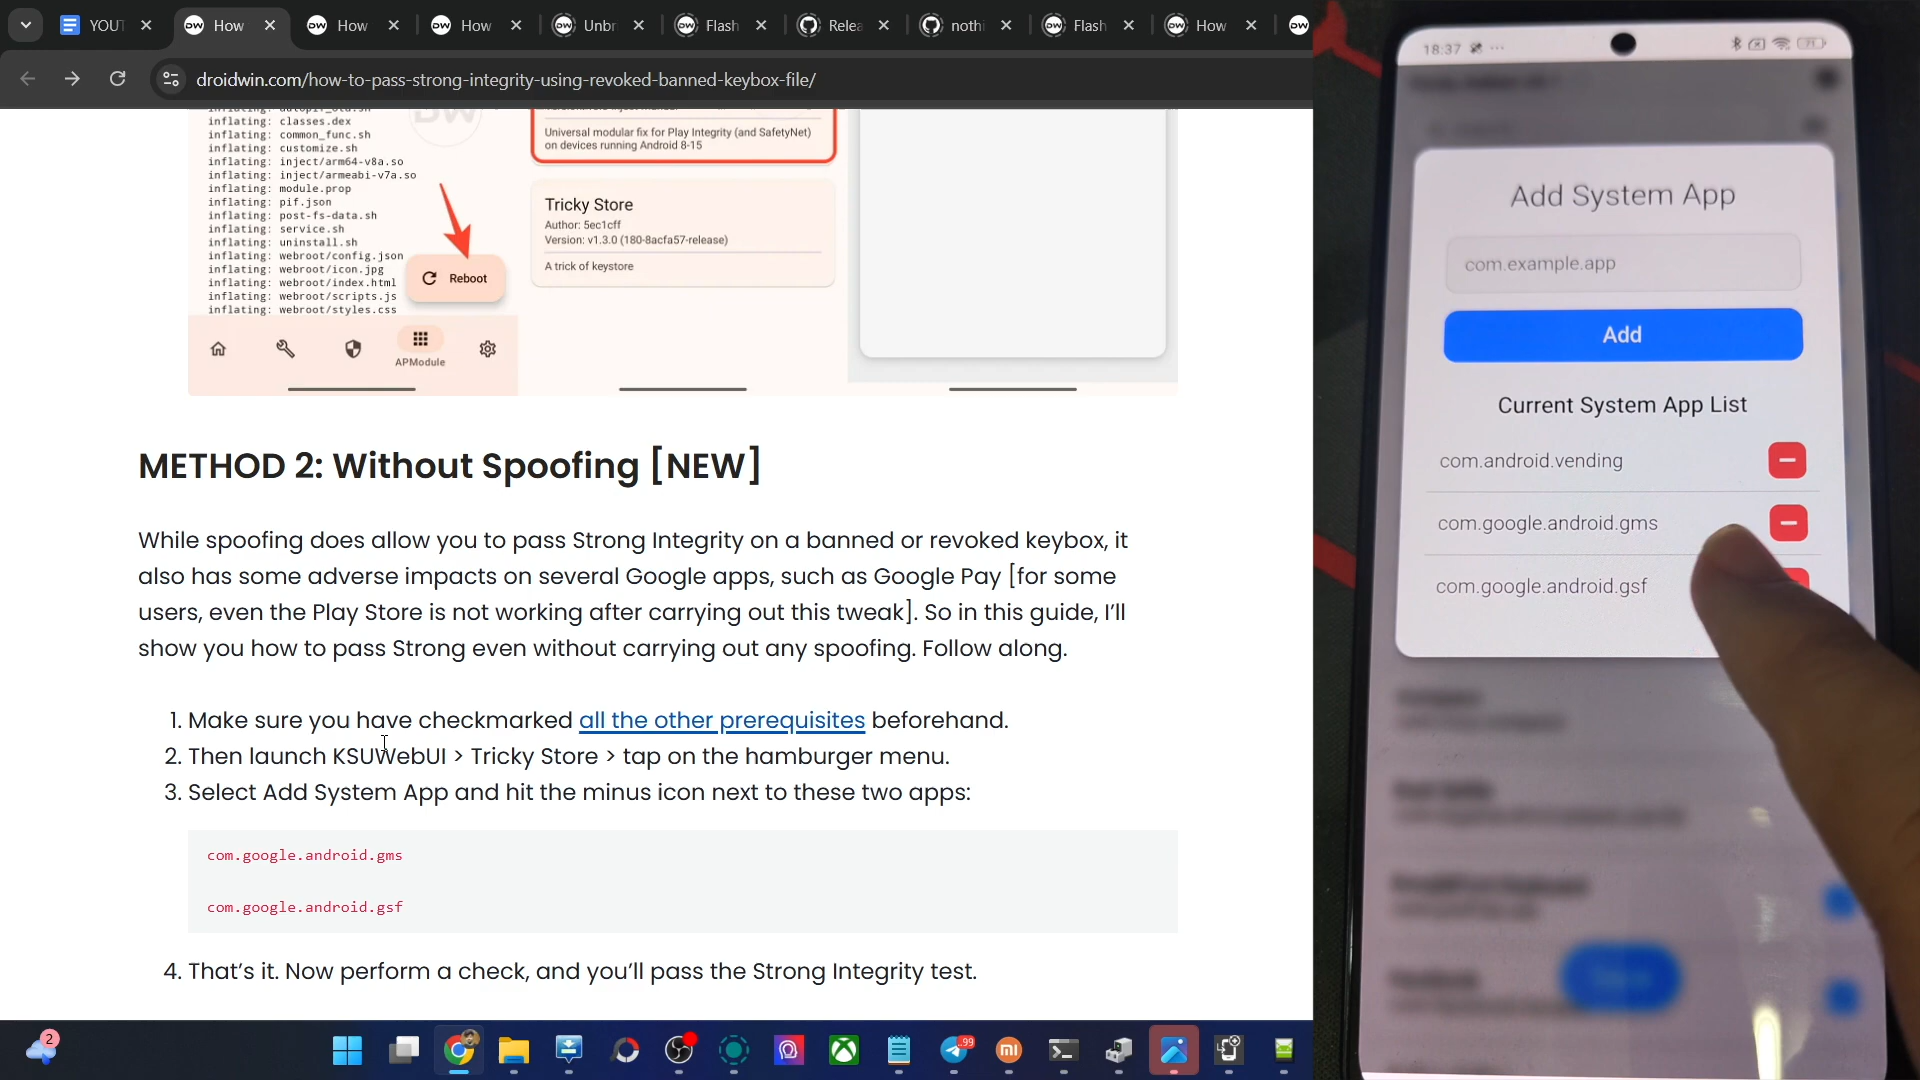 YOUT
How
How
How
Unbr
Flash
Relea
nothi
Flash
How
droidwin.com/how-to-pass-strong-integrity-using-revoked-banned-keybox-file/
inflating: classes.dex
inflating: common_func.sh
inflating: customize.sh
inflating: inject/arm64-v8a.so
inflating: inject/armeabi-v7a.so
inflating: module.prop
inflating: pif.json
inflating: post-fs-data.sh
inflating: service.sh
inflating: uninstall.sh
inflating: webroot/config.json
inflating: webroot/icon.jpg
inflating: webroot/index.html
inflating: webroot/scripts.js
inflating: webroot/styles.css
Reboot
APModule
Universal modular fix for Play Integrity (and SafetyNet)
on devices running Android 8-15
Tricky Store
Author: 5ec1cff
Version: v1.3.0 (180-8acfa57-release)
A trick of keystore
METHOD 2: Without Spoofing [NEW]
While spoofing does allow you to pass Strong Integrity on a banned or revoked keybox, it
also has some adverse impacts on several Google apps, such as Google Pay [for some
users, even the Play Store is not working after carrying out this tweak]. So in this guide, I’ll
show you how to pass Strong even without carrying out any spoofing. Follow along.
1. Make sure you have checkmarked all the other prerequisites beforehand.
2. Then launch KSUWebUI > Tricky Store > tap on the hamburger menu.
3. Select Add System App and hit the minus icon next to these two apps:
com.google.android.gms
com.google.android.gsf
4. That’s it. Now perform a check, and you’ll pass the Strong Integrity test.
2
99
18:37
71
Add System App
com.example.app
Add
Current System App List
com.android.vending
com.google.android.gms
com.google.android.gsf